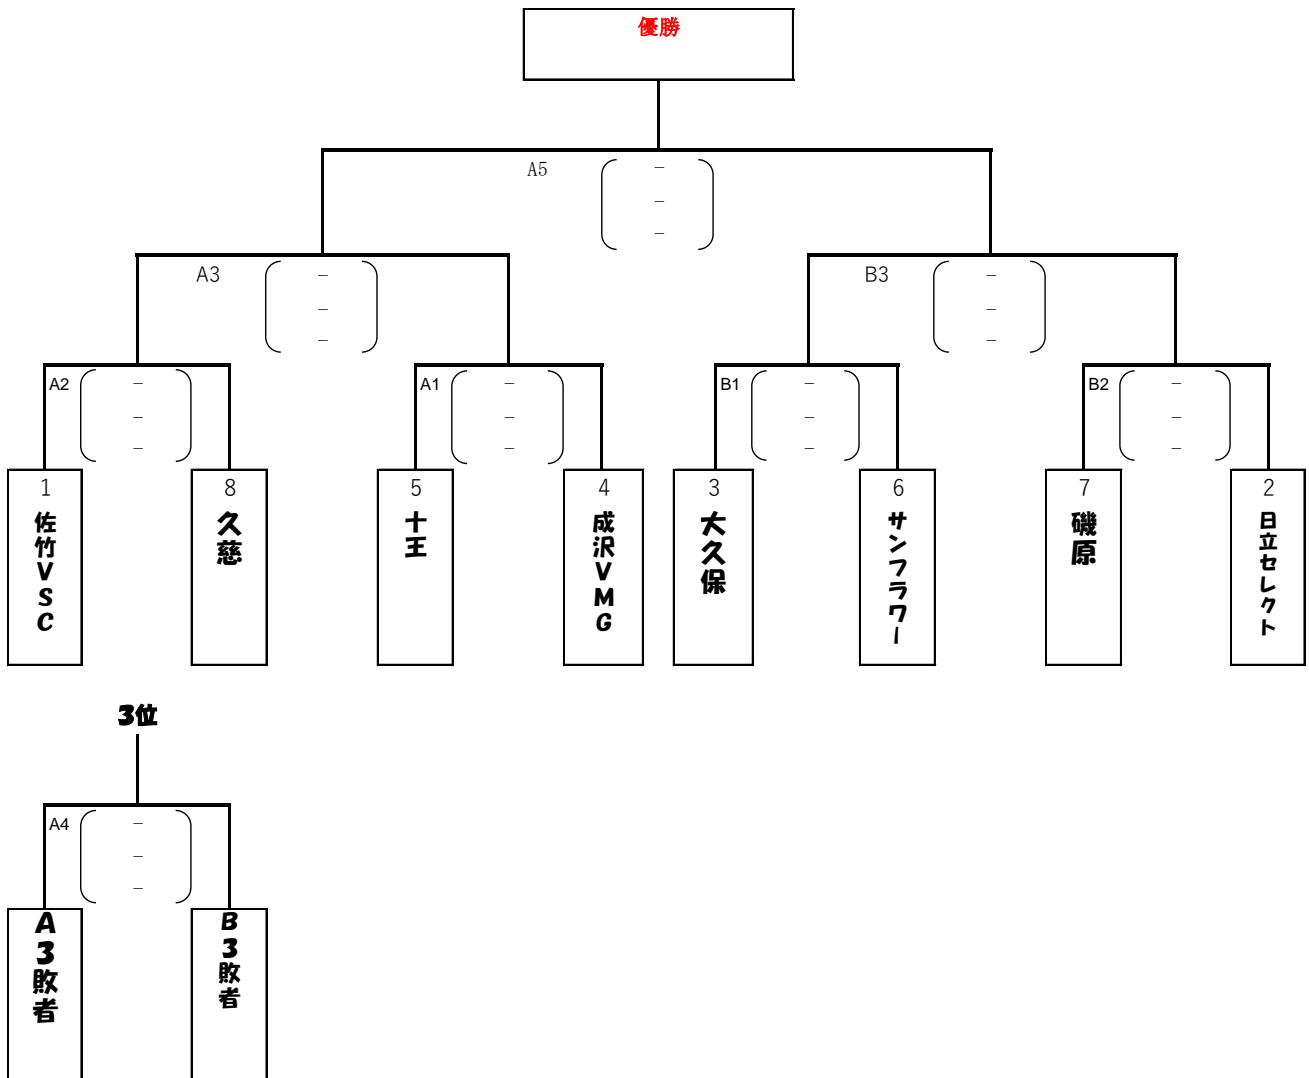 優勝
A5
-
-
-
A3
-
-
-
B3
-
-
-
A2
-
-
-
A1
-
-
-
B1
-
-
-
B2
-
-
-
1
佐竹VSC
8
久慈
5
十王
4
成沢VMG
3
大久保
6
サンフラワー
7
磯原
2
日立セレクト
3位
A4
-
-
-
A3敗者
B3敗者